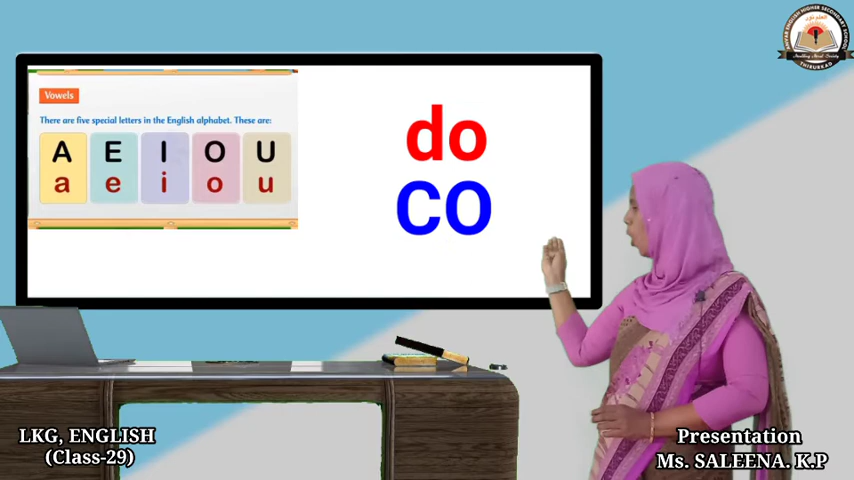 Vowels
There are five special letters in the English alphabet. These are:
A E I O U
a e i o u
do
CO
LKG, ENGLISH
(Class-29)
Presentation
Ms. SALEENA. K.P